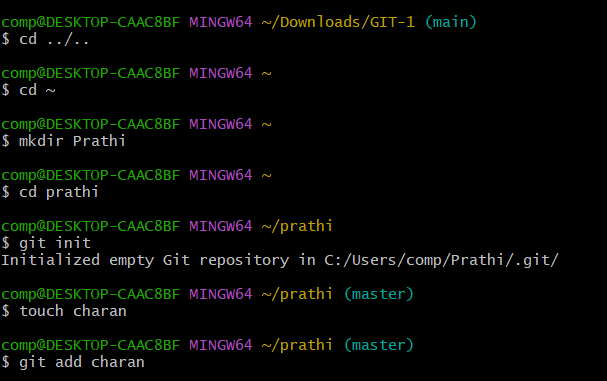 comp@DESKTOP-CAAC8BF MINGW64 ~/Downloads/GIT-1 (main)
$ cd ../..
comp@DESKTOP-CAAC8BF MINGW64 ~
$ cd ~
comp@DESKTOP-CAAC8BF MINGW64 ~
$ mkdir Prathi
comp@DESKTOP-CAAC8BF MINGW64 ~
$ cd prathi
comp@DESKTOP-CAAC8BF MINGW64 ~/prathi
$ git init
Initialized empty Git repository in C:/Users/comp/Prathi/.git/
comp@DESKTOP-CAAC8BF MINGW64 ~/prathi (master)
$ touch charan
comp@DESKTOP-CAAC8BF MINGW64 ~/prathi (master)
$ git add charan